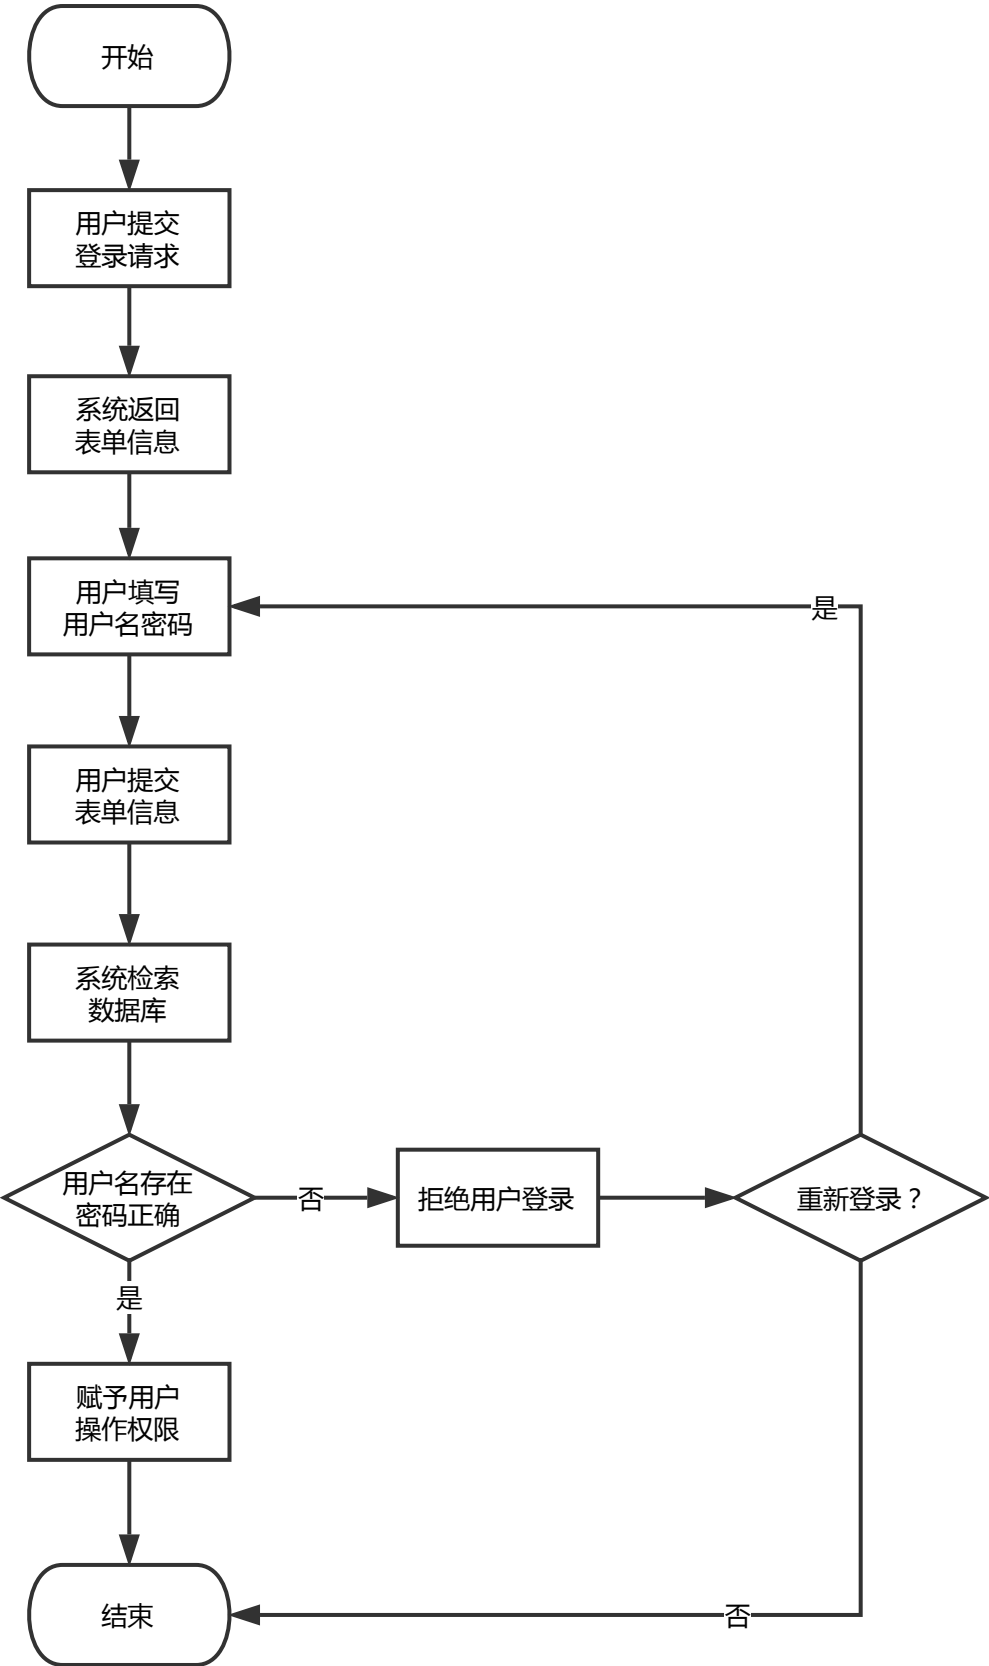 开始
用户提交
登录请求
系统返回
表单信息
用户填写
用户名密码
是
用户提交
表单信息
系统检索
数据库
用户名存在
密码正确
否
拒绝用户登录
重新登录？
是
赋予用户
操作权限
结束
否